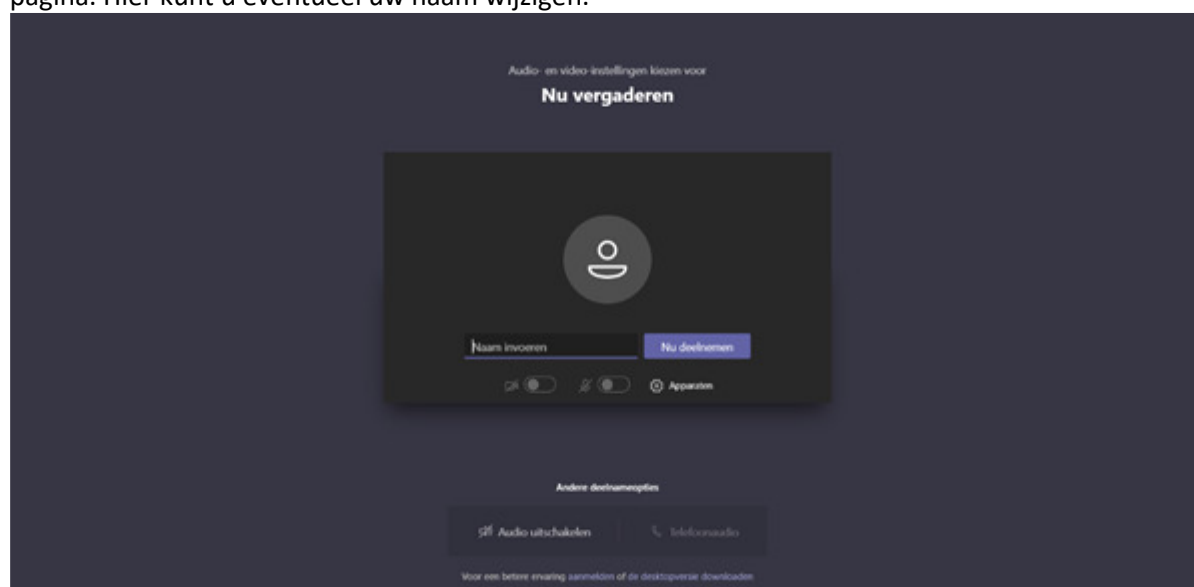 pagina. Hier kunt u eventueel uw naam wijzigen.
Audio- en video-instellingen kiezen voor
Nu vergaderen
Naam invoeren
Nu deelnemen
Apparaten
Andere deelnameopties
Audio uitschakelen
Telefoonaudio
Voor een betere ervaring aanmelden of de desktopversie downloaden